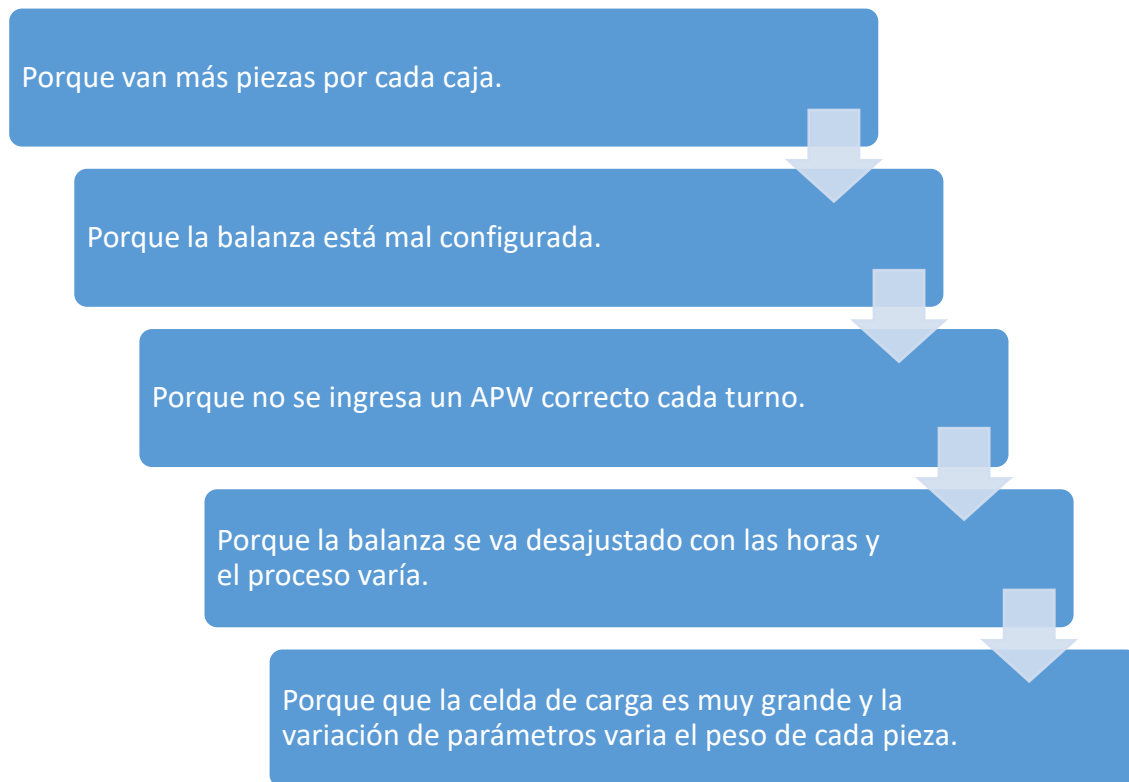 Porque van más piezas por cada caja.
Porque la balanza está mal configurada.
Porque no se ingresa un APW correcto cada turno.
Porque la balanza se va desajustado con las horas y
el proceso varía.
Porque que la celda de carga es muy grande y la
variación de parámetros varia el peso de cada pieza.